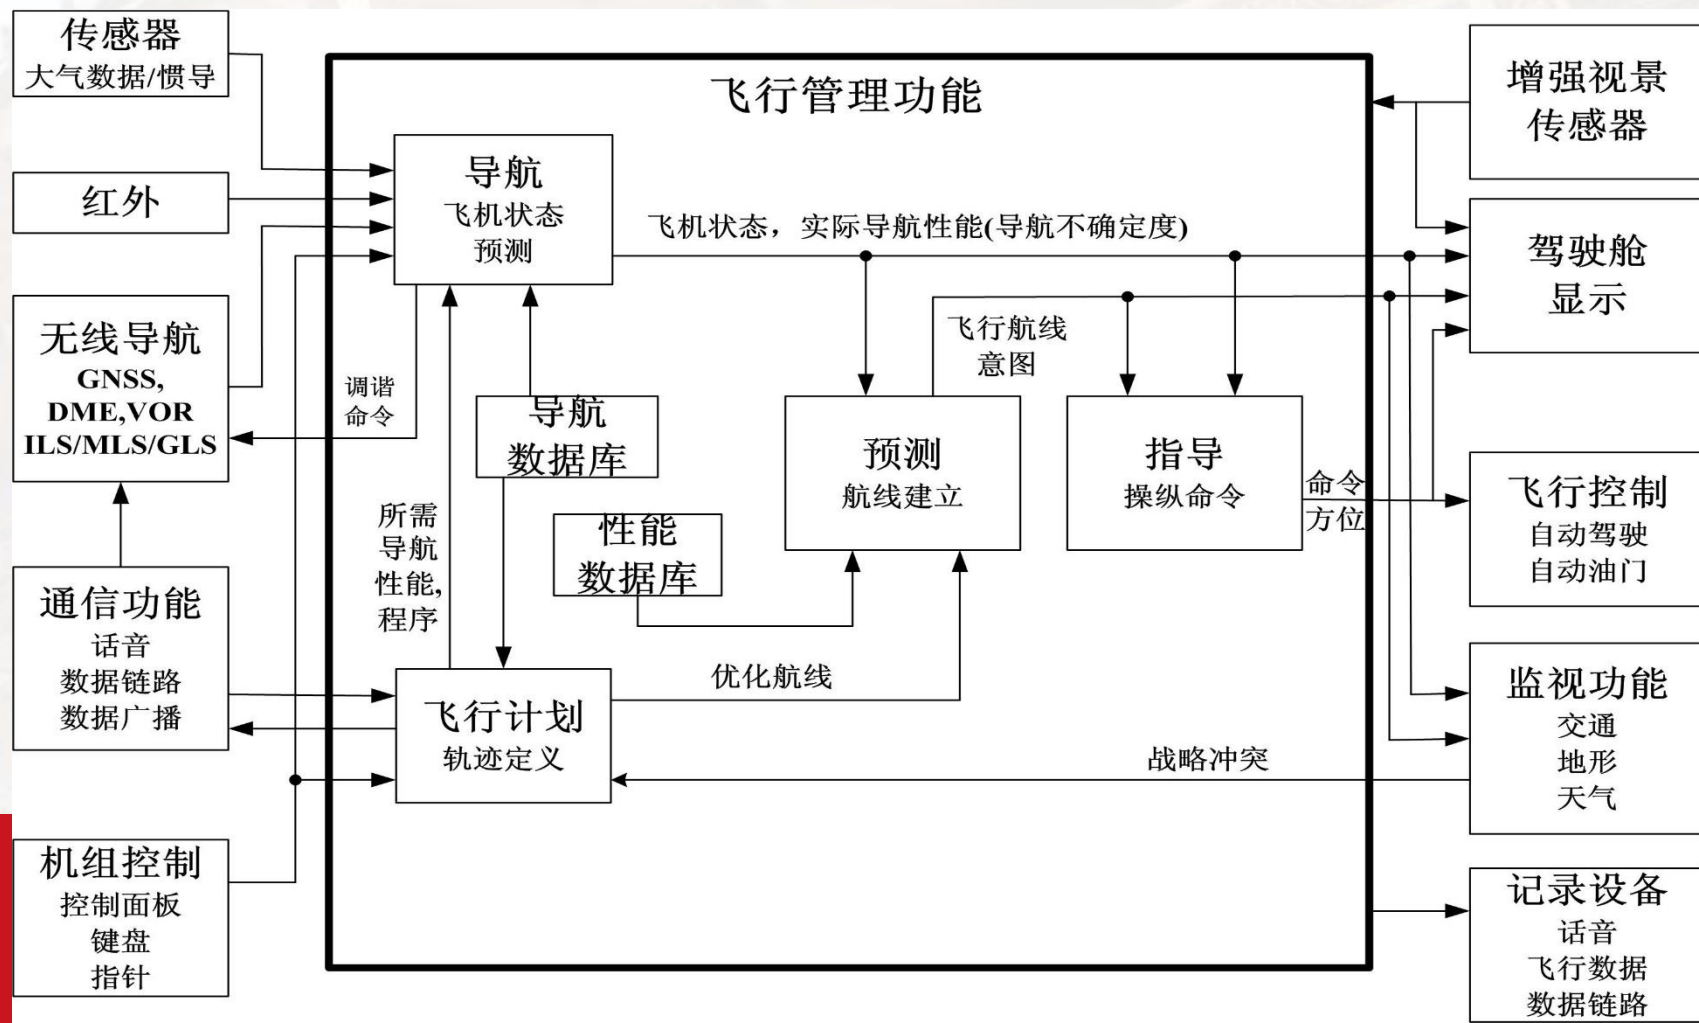 传感器
大气数据/惯导
红外
无线导航
GNSS,
DME,VOR
ILS/MLS/GLS
通信功能
话音
数据链路
数据广播
机组控制
控制面板
键盘
指针
飞行管理功能
导航
飞机状态
预测
飞机状态，实际导航性能(导航不确定度)
飞行航线
意图
调谐
命令
导航
数据库
所需
导航
性能,
程序
性能
数据库
预测
航线建立
指导
操纵命令
命令
方位
飞行计划
轨迹定义
优化航线
战略冲突
增强视景
传感器
驾驶舱
显示
飞行控制
自动驾驶
自动油门
监视功能
交通
地形
天气
记录设备
话音
飞行数据
数据链路